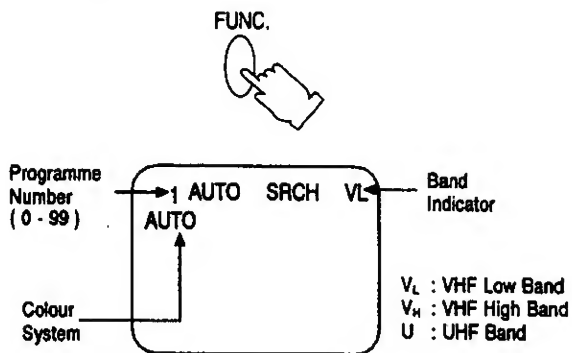 FUNC.
Programme
Number
( 0 - 99 )
1 AUTO SRCH VL
AUTO
Band
Indicator
Colour
System
VL : VHF Low Band
VH : VHF High Band
U : UHF Band